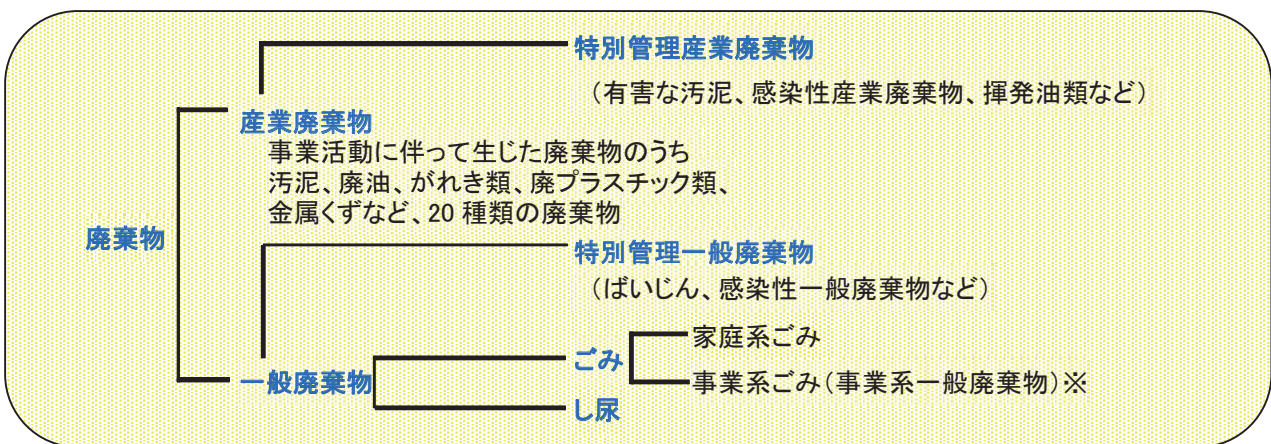 特別管理産業廃棄物
（有害な汚泥、感染性産業廃棄物、揮発油類など）
産業廃棄物
事業活動に伴って生じた廃棄物のうち
汚泥、廃油、がれき類、廃プラスチック類、
金属くずなど、20 種類の廃棄物
廃棄物
特別管理一般廃棄物
（ばいじん、感染性一般廃棄物など）
家庭系ごみ
ごみ
一般廃棄物
事業系ごみ（事業系一般廃棄物）※
し尿